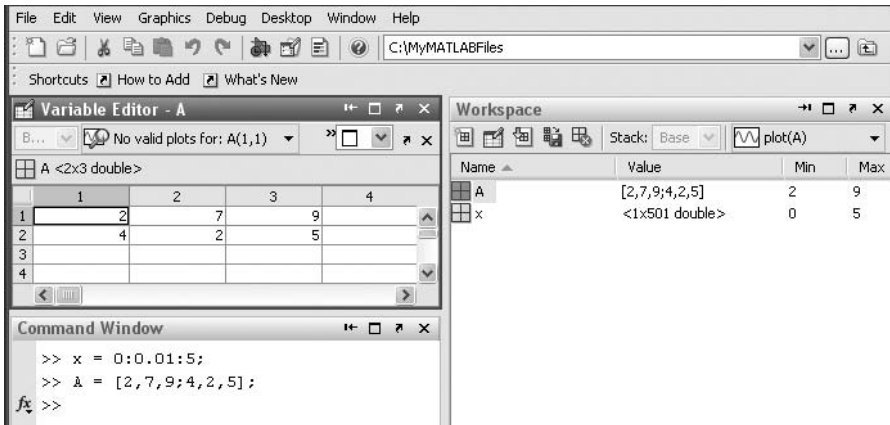 File Edit View Graphics Debug Desktop Window Help
C:\MyMATLABFiles
Shortcuts How to Add What's New
Variable Editor - A
B... No valid plots for: A(1,1)
A <2x3 double>
1 2 3 4
1 2 7 9
2 4 2 5
3
4
Command Window
>> x = 0:0.01:5;
>> A = [2,7,9;4,2,5];
fx >>
Workspace
Stack: Base plot(A)
Name Value Min Max
A [2,7,9;4,2,5] 2 9
x <1x501 double> 0 5